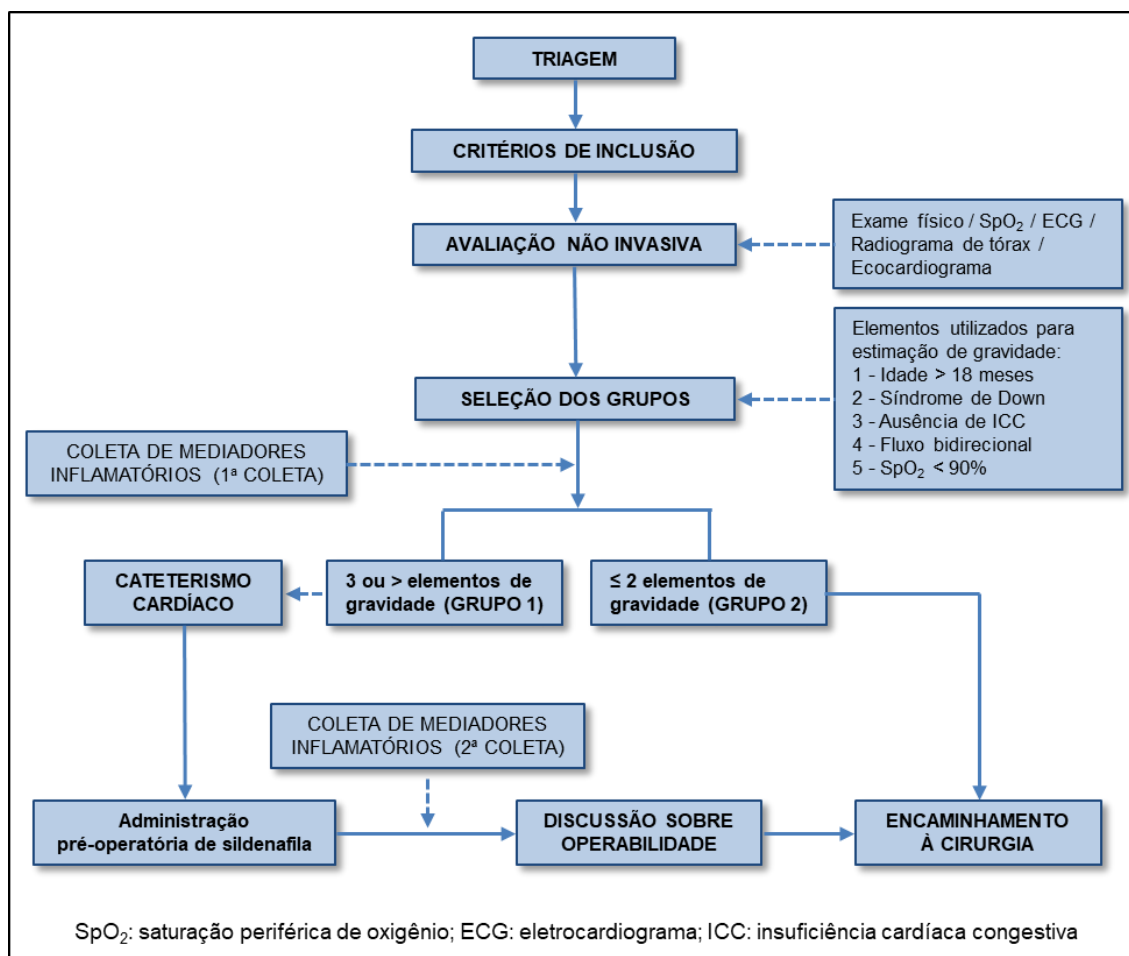 TRIAGEM
CRITÉRIOS DE INCLUSÃO
AVALIAÇÃO NÃO INVASIVA
Exame físico / SpO₂ / ECG /
Radiograma de tórax /
Ecocardiograma
Elementos utilizados para
estimação de gravidade:
1 - Idade > 18 meses
2 - Síndrome de Down
3 - Ausência de ICC
4 - Fluxo bidirecional
5 - SpO₂ < 90%
SELEÇÃO DOS GRUPOS
COLETA DE MEDIADORES
INFLAMATÓRIOS (1ª COLETA)
CATETERISMO
CARDÍACO
3 ou > elementos de
gravidade (GRUPO 1)
≤ 2 elementos de
gravidade (GRUPO 2)
COLETA DE MEDIADORES
INFLAMATÓRIOS (2ª COLETA)
Administração
pré-operatória de sildenafila
DISCUSSÃO SOBRE
OPERABILIDADE
ENCAMINHAMENTO
À CIRURGIA
SpO₂: saturação periférica de oxigênio; ECG: eletrocardiograma; ICC: insuficiência cardíaca congestiva